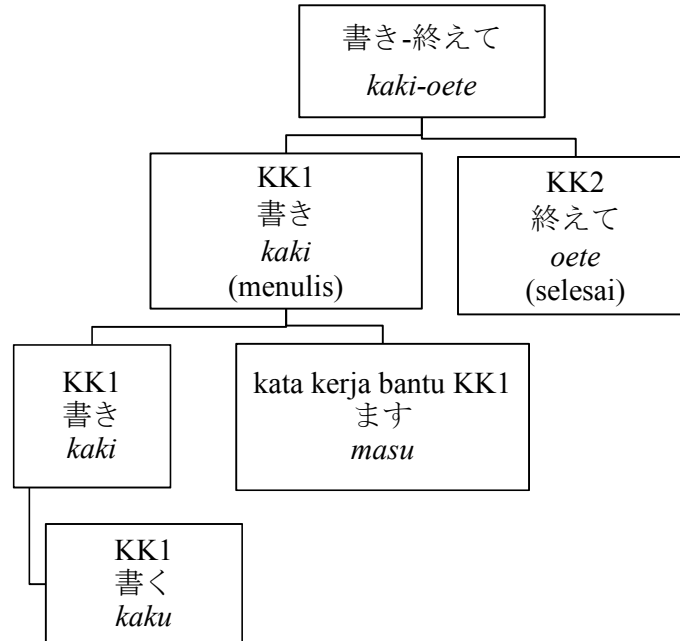 書き-終えて
kaki-oete
KK1
書き
kaki
(menulis)
KK2
終えて
oete
(selesai)
KK1
書き
kaki
kata kerja bantu KK1
ます
masu
KK1
書く
kaku